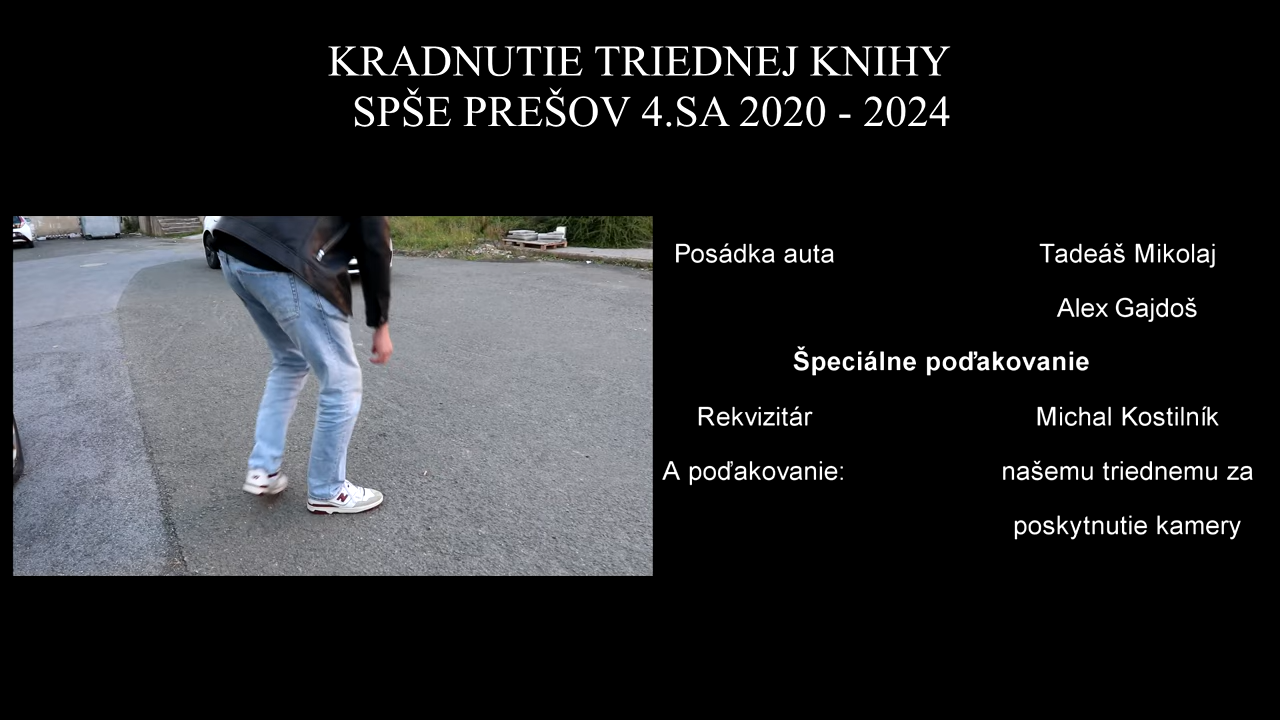 KRADNUTIE TRIEDNEJ KNIHY
SPŠE PREŠOV 4.SA 2020 - 2024
Posádka auta Tadeáš Mikolaj
Alex Gajdoš
Špeciálne poďakovanie
Rekvizitár Michal Kostilník
A poďakovanie: našemu triednemu za
poskytnutie kamery
N